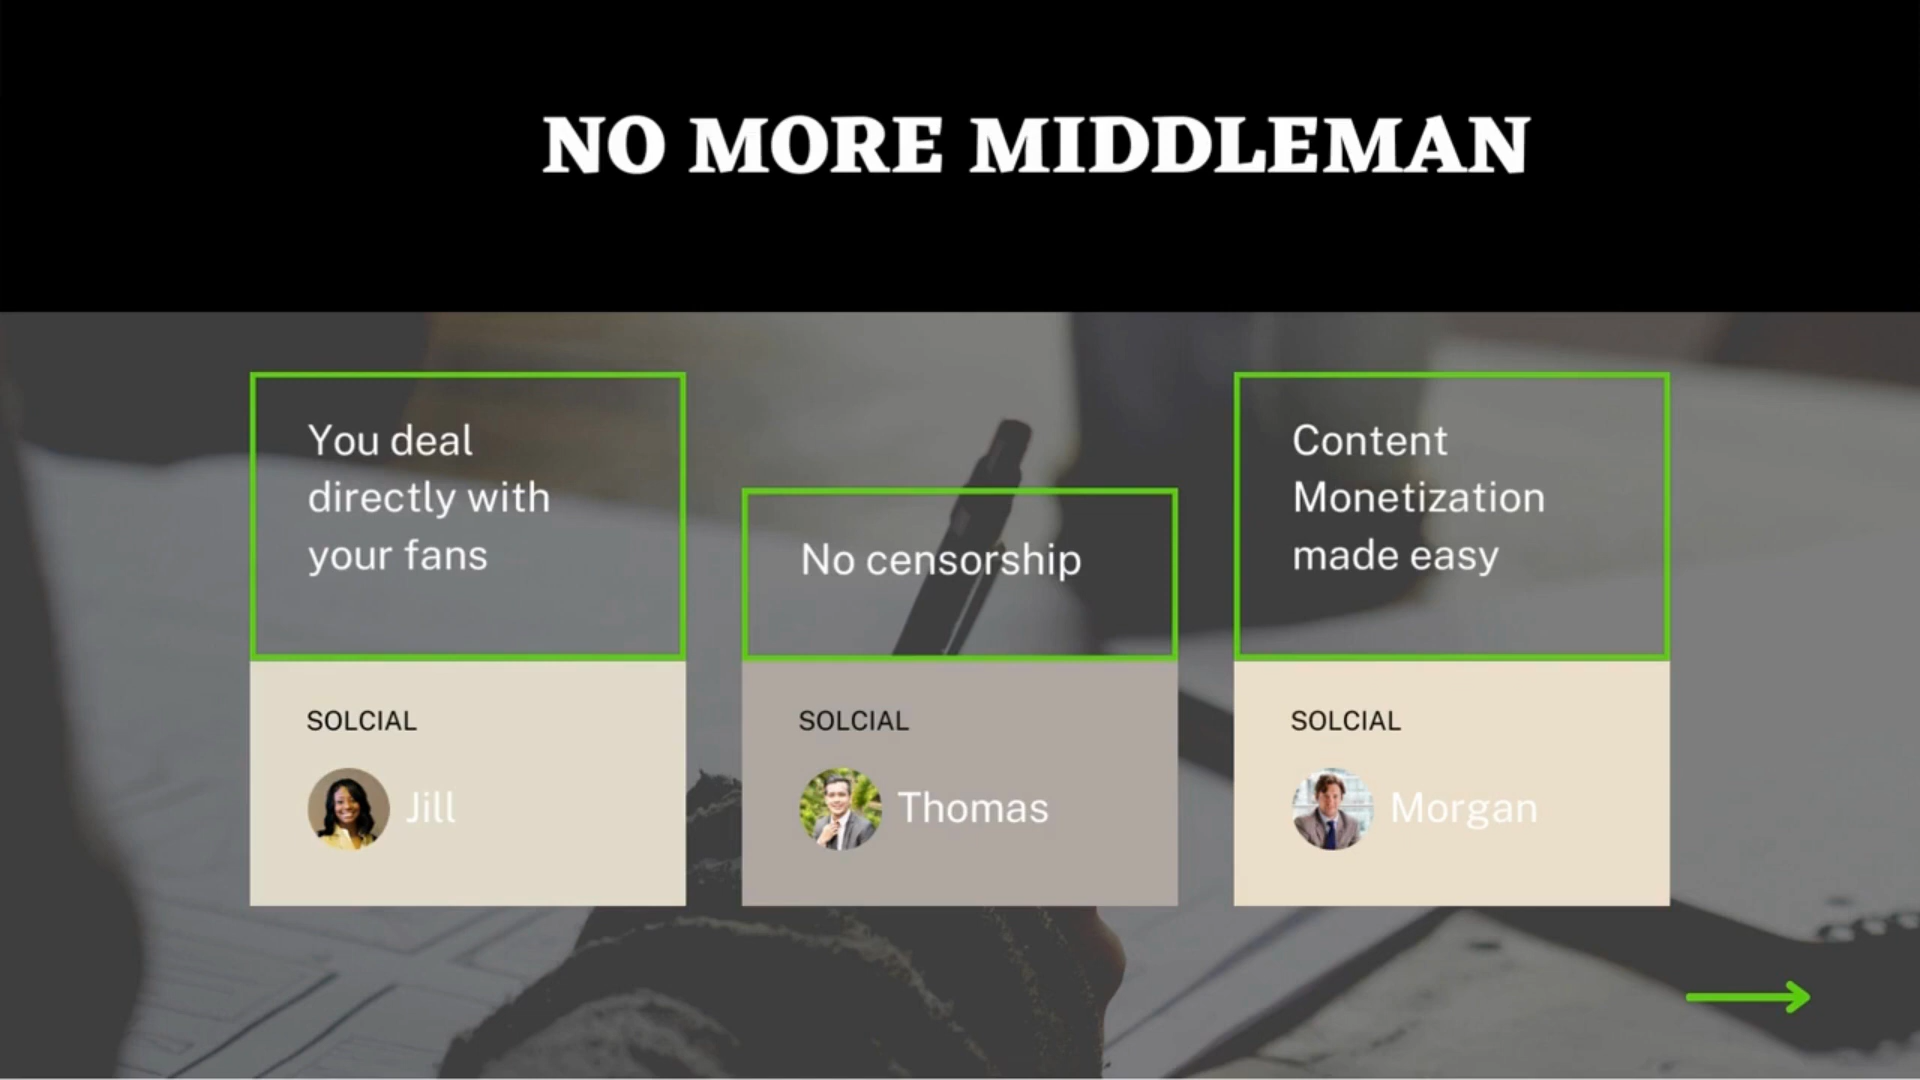 NO MORE MIDDLEMAN
You deal
directly with
your fans
SOLCIAL
Jill
No censorship
SOLCIAL
Thomas
Content
Monetization
made easy
SOLCIAL
Morgan